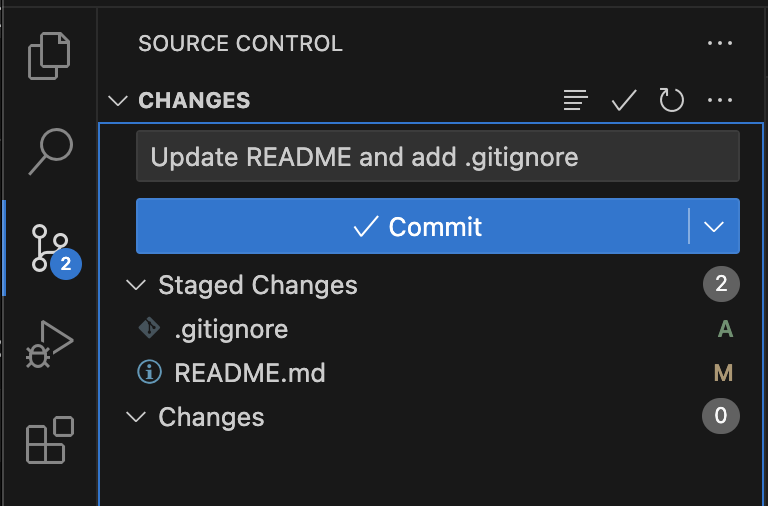 SOURCE CONTROL
CHANGES
Update README and add .gitignore
Commit
2
Staged Changes 2
.gitignore A
README.md M
Changes 0